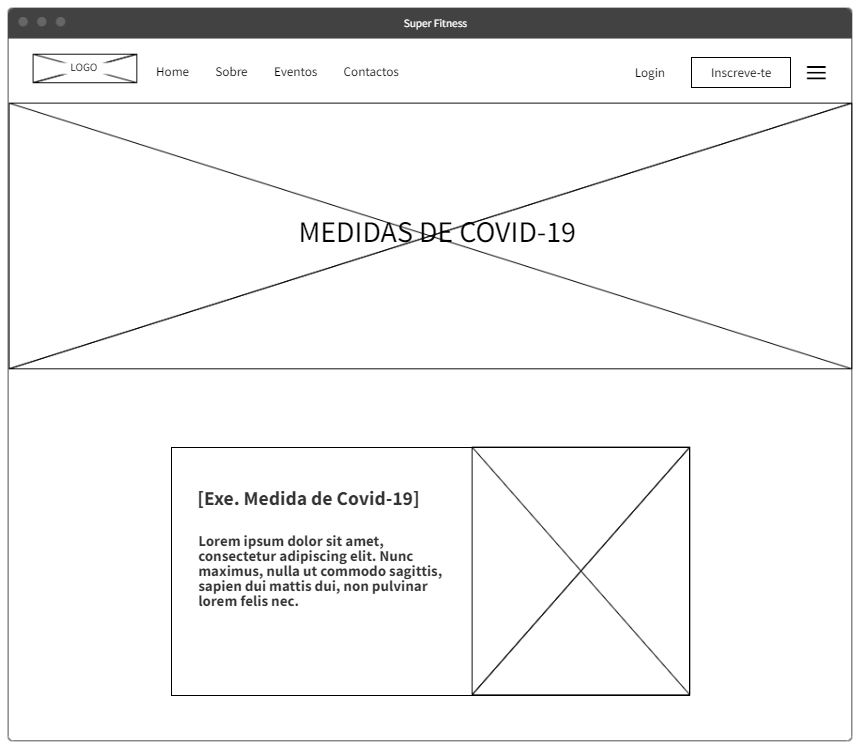 Super Fitness
LOGO
Home Sobre Eventos Contactos Login Inscreve-te
MEDIDAS DE COVID-19
[Exe. Medida de Covid-19]
Lorem ipsum dolor sit amet,
consectetur adipiscing elit. Nunc
maximus, nulla ut commodo sagittis,
sapien dui mattis dui, non pulvinar
lorem felis nec.